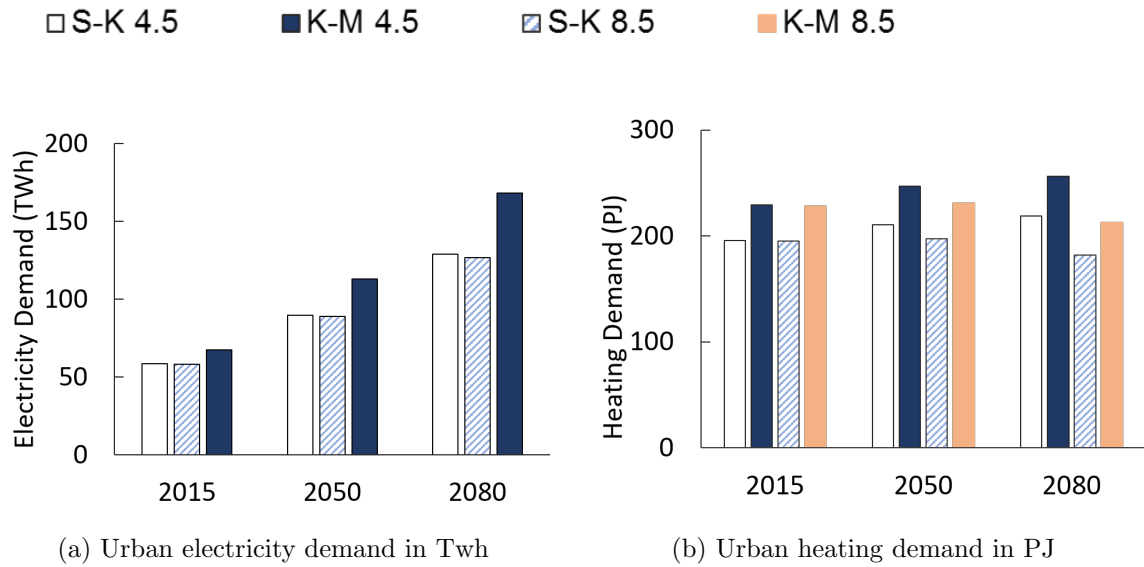 S-K 4.5 K-M 4.5 S-K 8.5 K-M 8.5
Electricity Demand (TWh)
200
150
100
50
0
2015 2050 2080
(a) Urban electricity demand in Twh
Heating Demand (PJ)
300
200
100
0
2015 2050 2080
(b) Urban heating demand in PJ